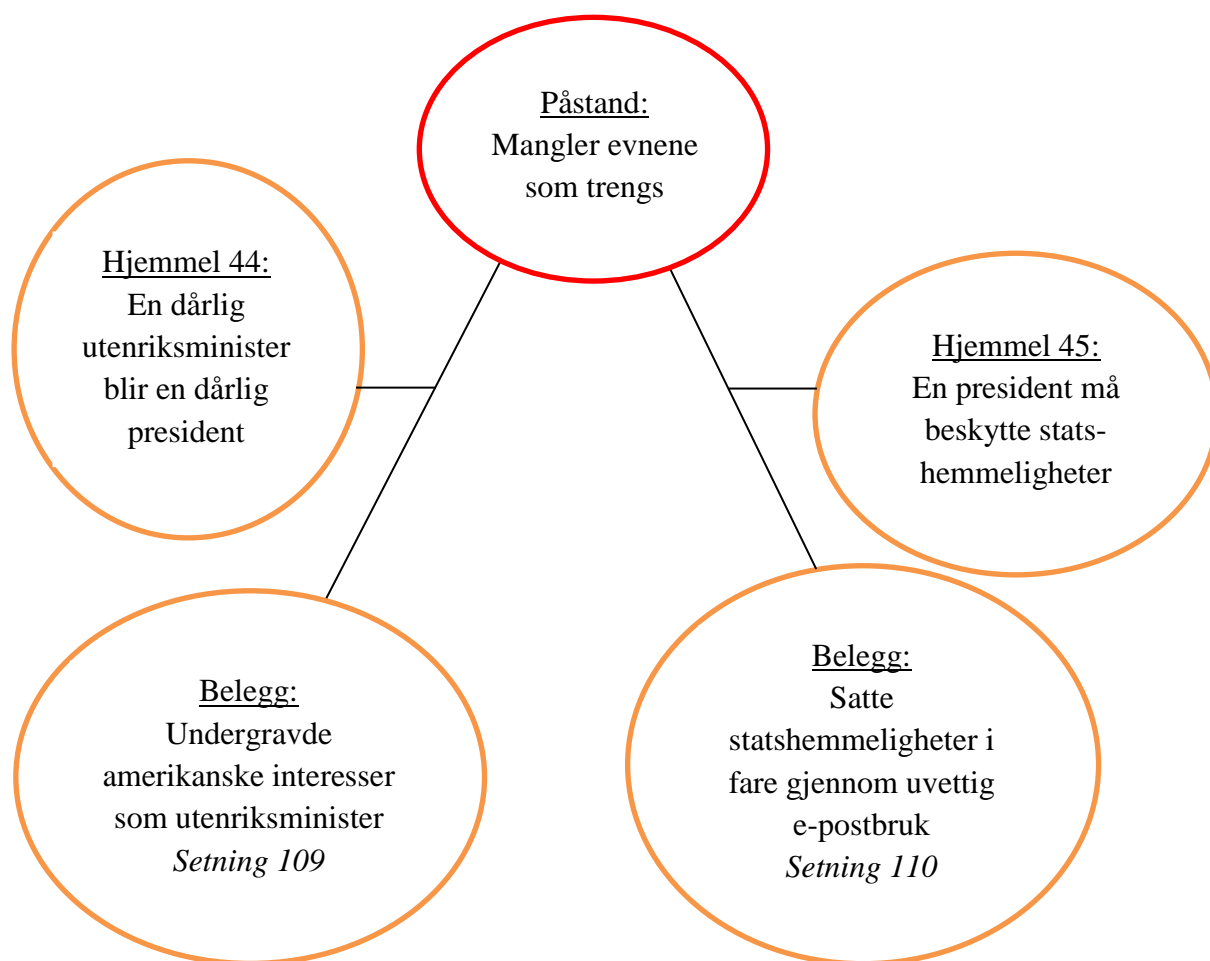 Påstand:
Mangler evnene
som trengs
Hjemmel 44:
En dårlig
utenriksminister
blir en dårlig
president
Hjemmel 45:
En president må
beskytte stats-
hemmeligheter
Belegg:
Undergravde
amerikanske interesser
som utenriksminister
Setning 109
Belegg:
Satte
statshemmeligheter i
fare gjennom uvettig
e-postbruk
Setning 110